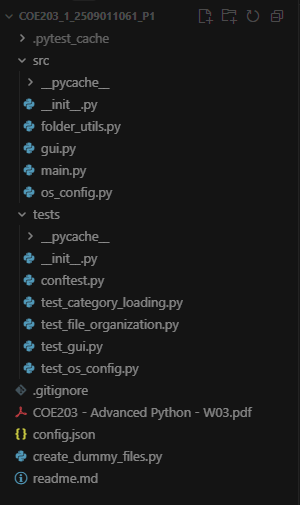 COE203_1_2509011061_P1
.pytest_cache
src
__pycache__
__init__.py
folder_utils.py
gui.py
main.py
os_config.py
tests
__pycache__
__init__.py
conftest.py
test_category_loading.py
test_file_organization.py
test_gui.py
test_os_config.py
.gitignore
COE203 - Advanced Python - W03.pdf
config.json
create_dummy_files.py
readme.md